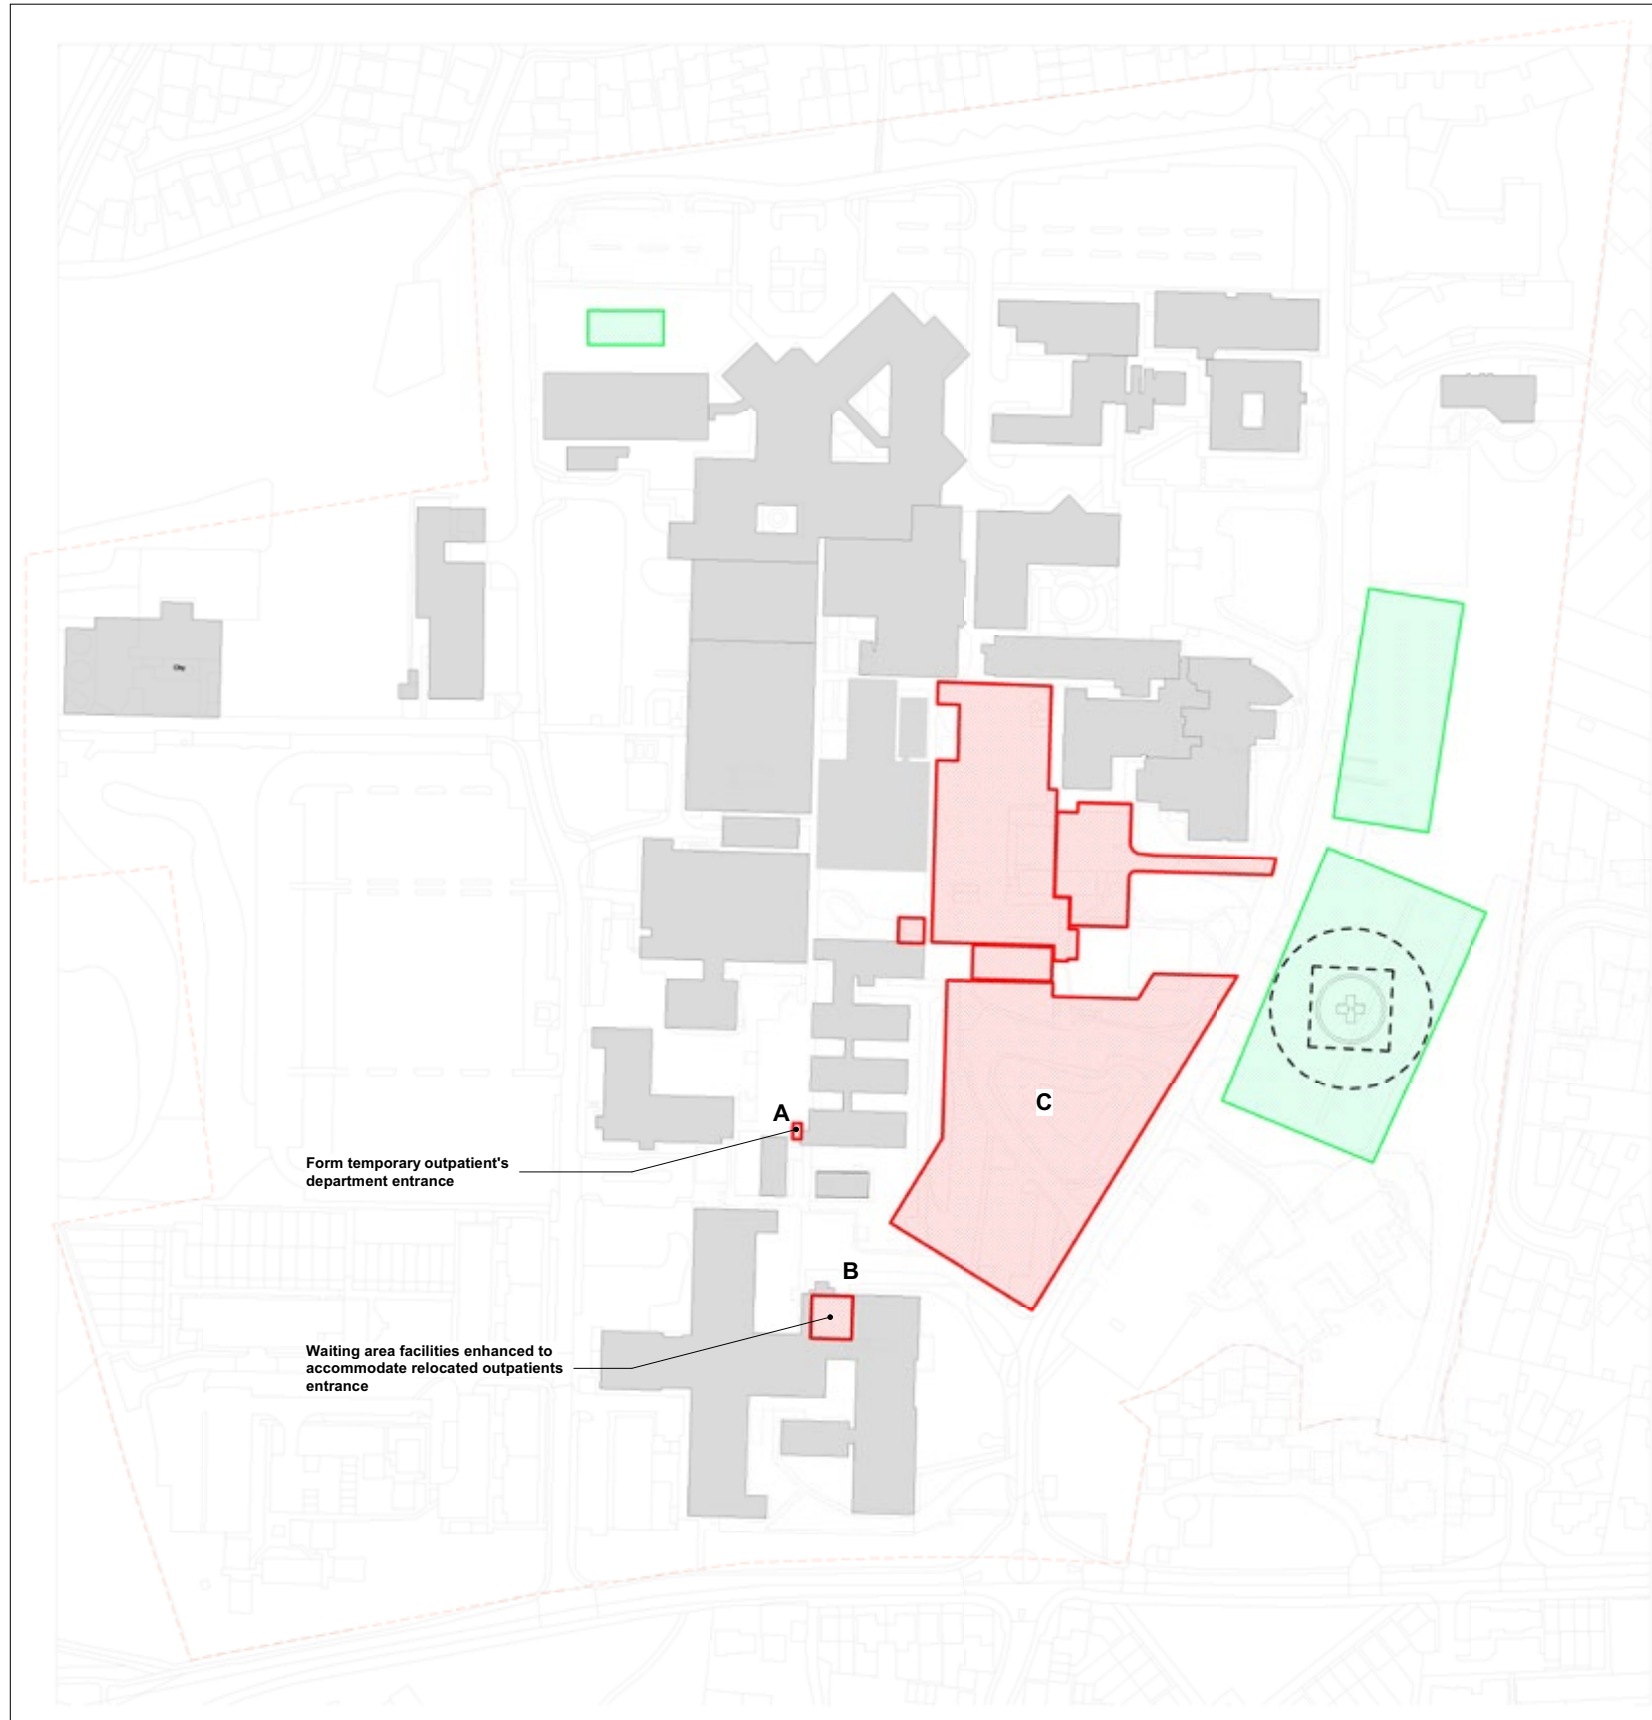 A
Form temporary outpatient's
department entrance
C
B
Waiting area facilities enhanced to
accommodate relocated outpatients
entrance